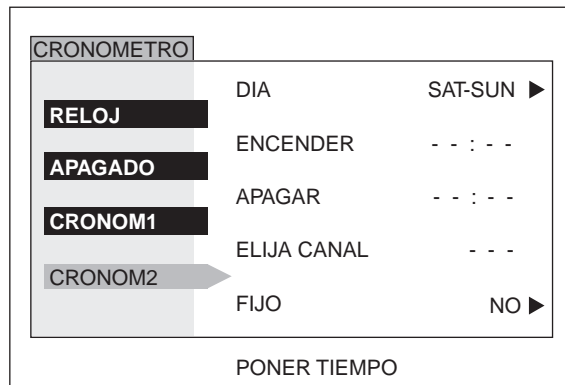 CRONOMETRO
RELOJ
APAGADO
CRONOM1
CRONOM2
DIA SAT-SUN ▶
ENCENDER - - : - -
APAGAR - - : - -
ELIJA CANAL - - -
FIJO NO ▶
PONER TIEMPO